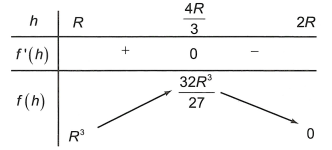 h R 4R/3 2R
f'(h) + 0 −
f(h) R³ 32R³/27 0